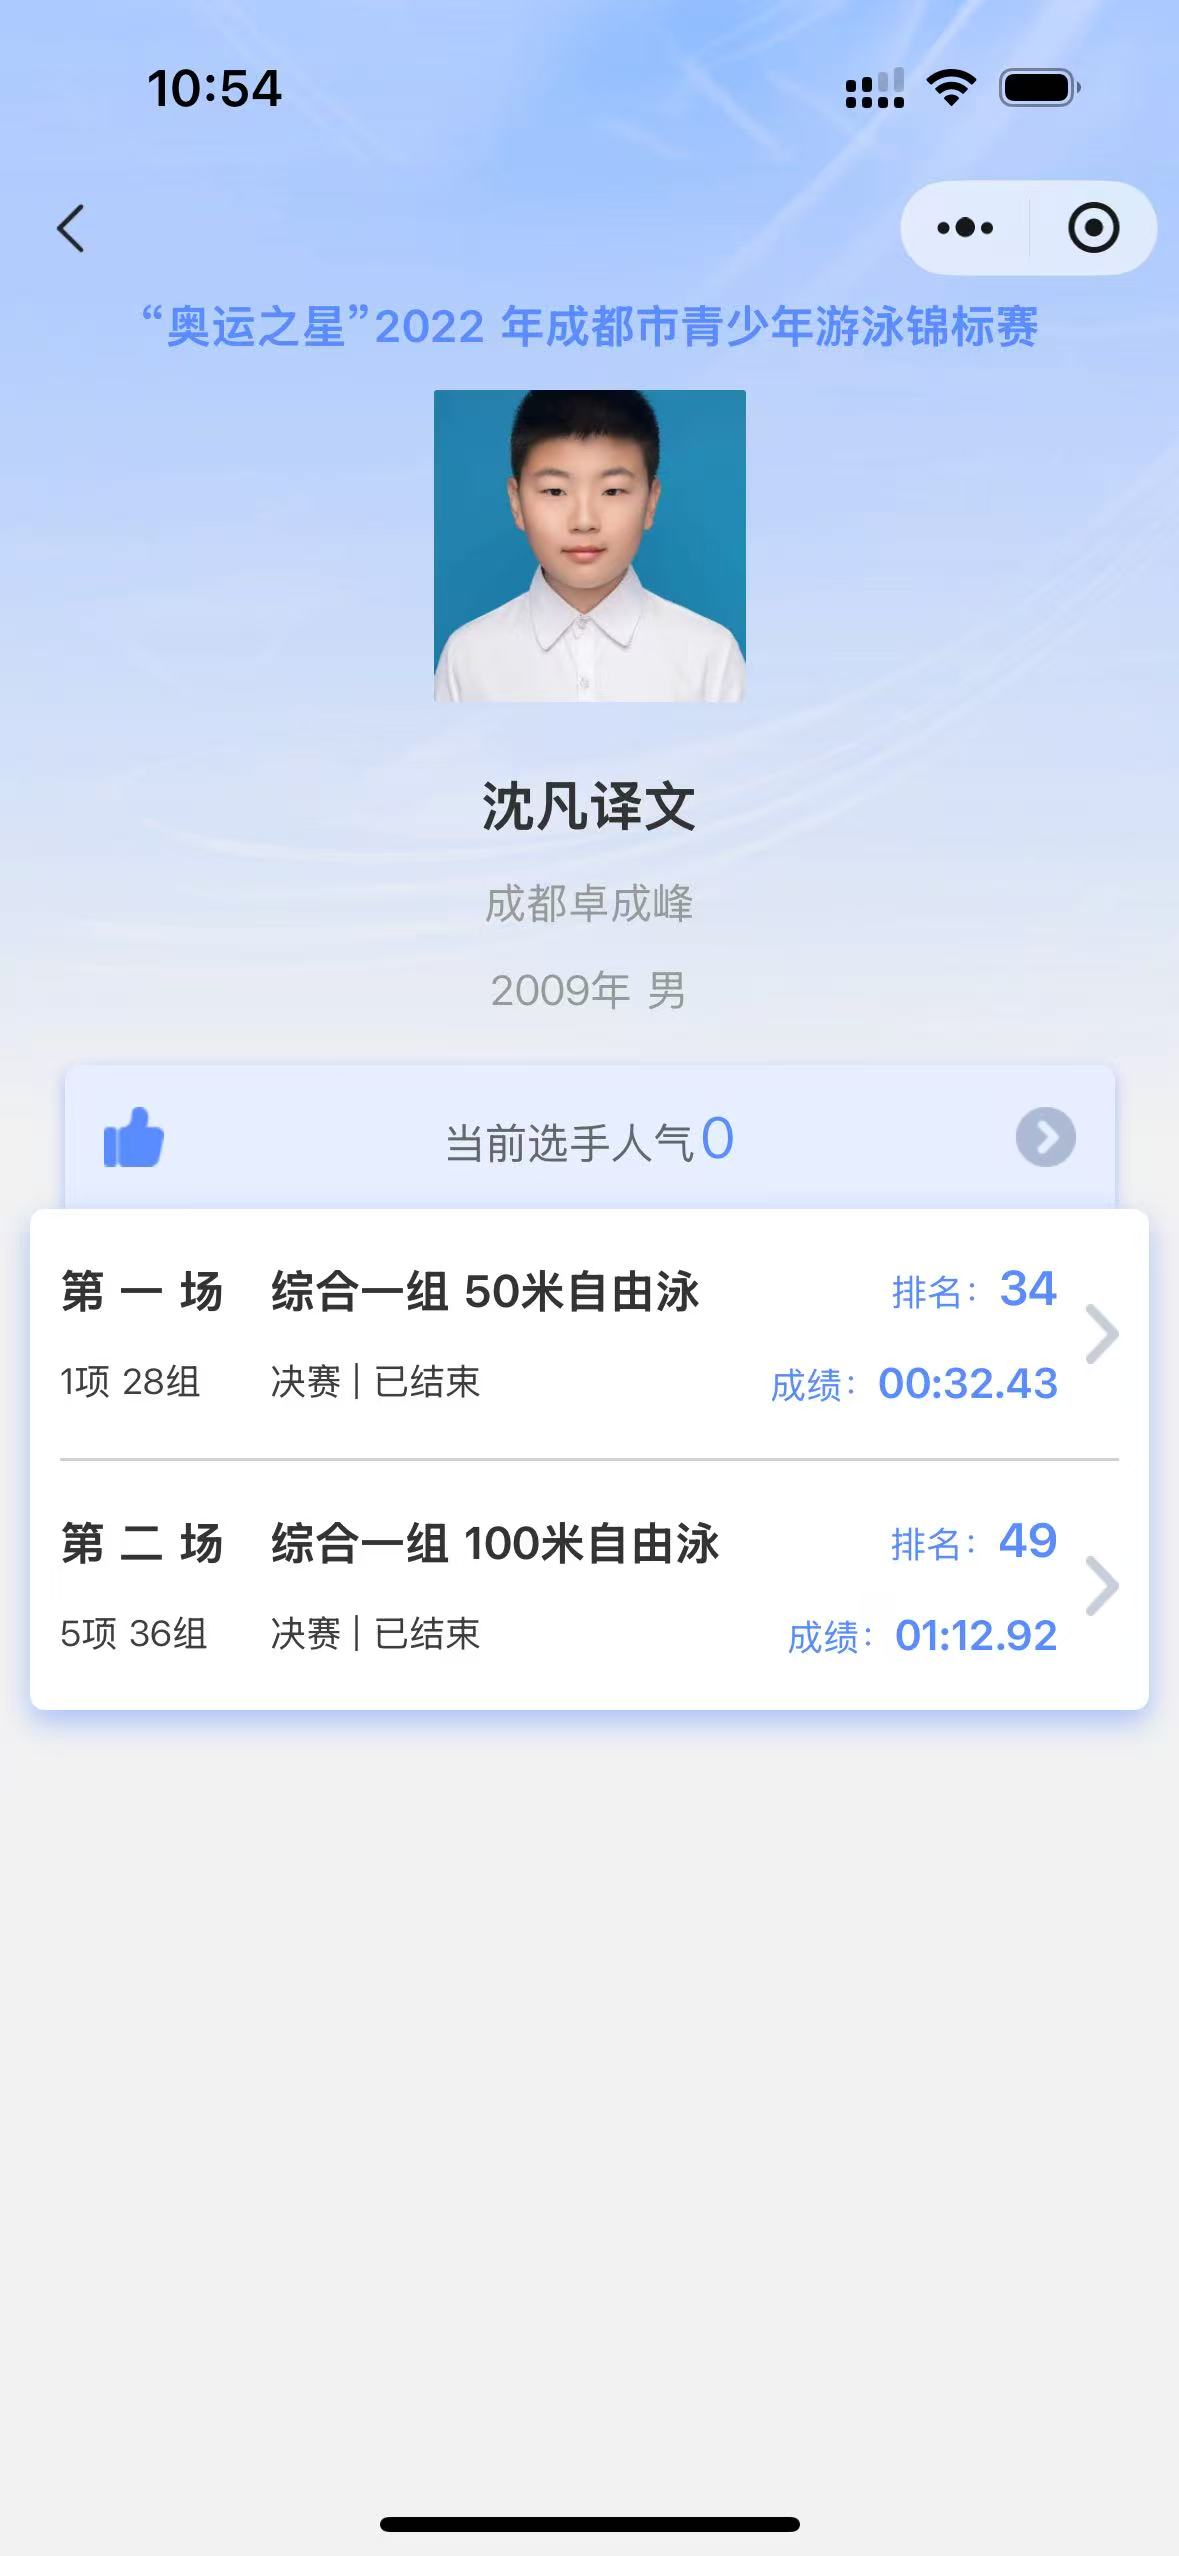 10:54
“奥运之星”2022 年成都市青少年游泳锦标赛
沈凡译文
成都卓成峰
2009年 男
当前选手人气0
第 一 场 综合一组 50米自由泳 排名: 34
1项 28组 决赛 | 已结束 成绩: 00:32.43
第 二 场 综合一组 100米自由泳 排名: 49
5项 36组 决赛 | 已结束 成绩: 01:12.92